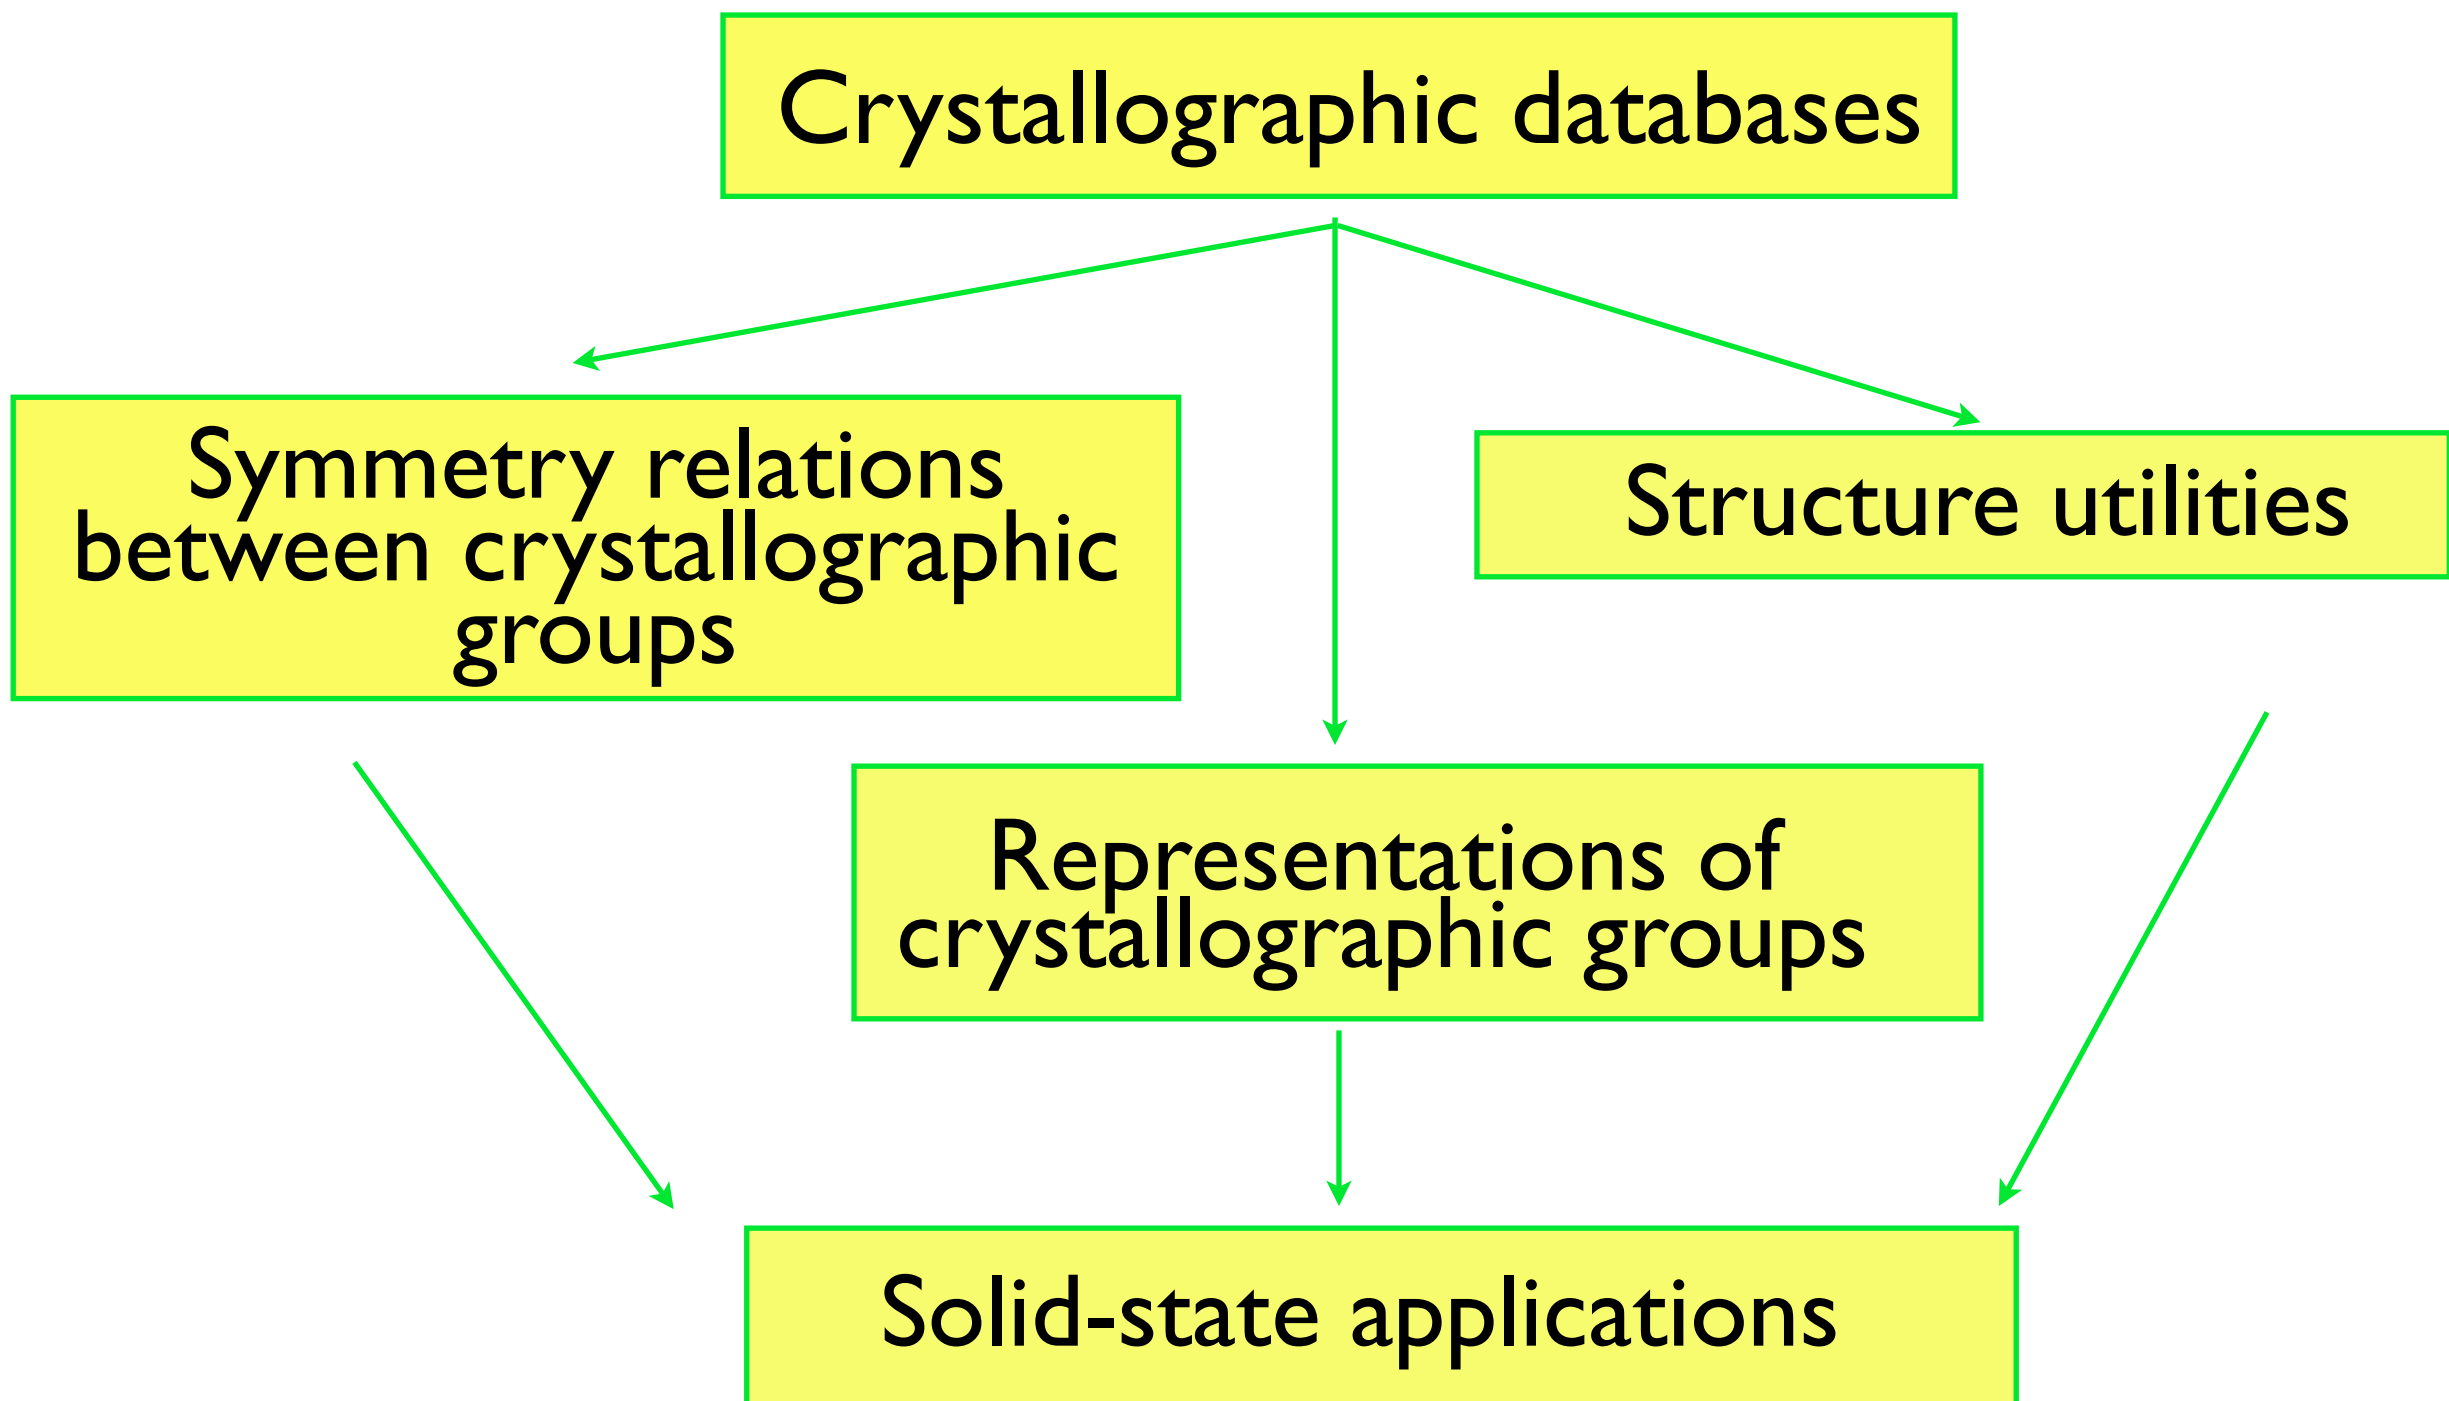 Crystallographic databases
Symmetry relations
between crystallographic
groups
Structure utilities
Representations of
crystallographic groups
Solid-state applications